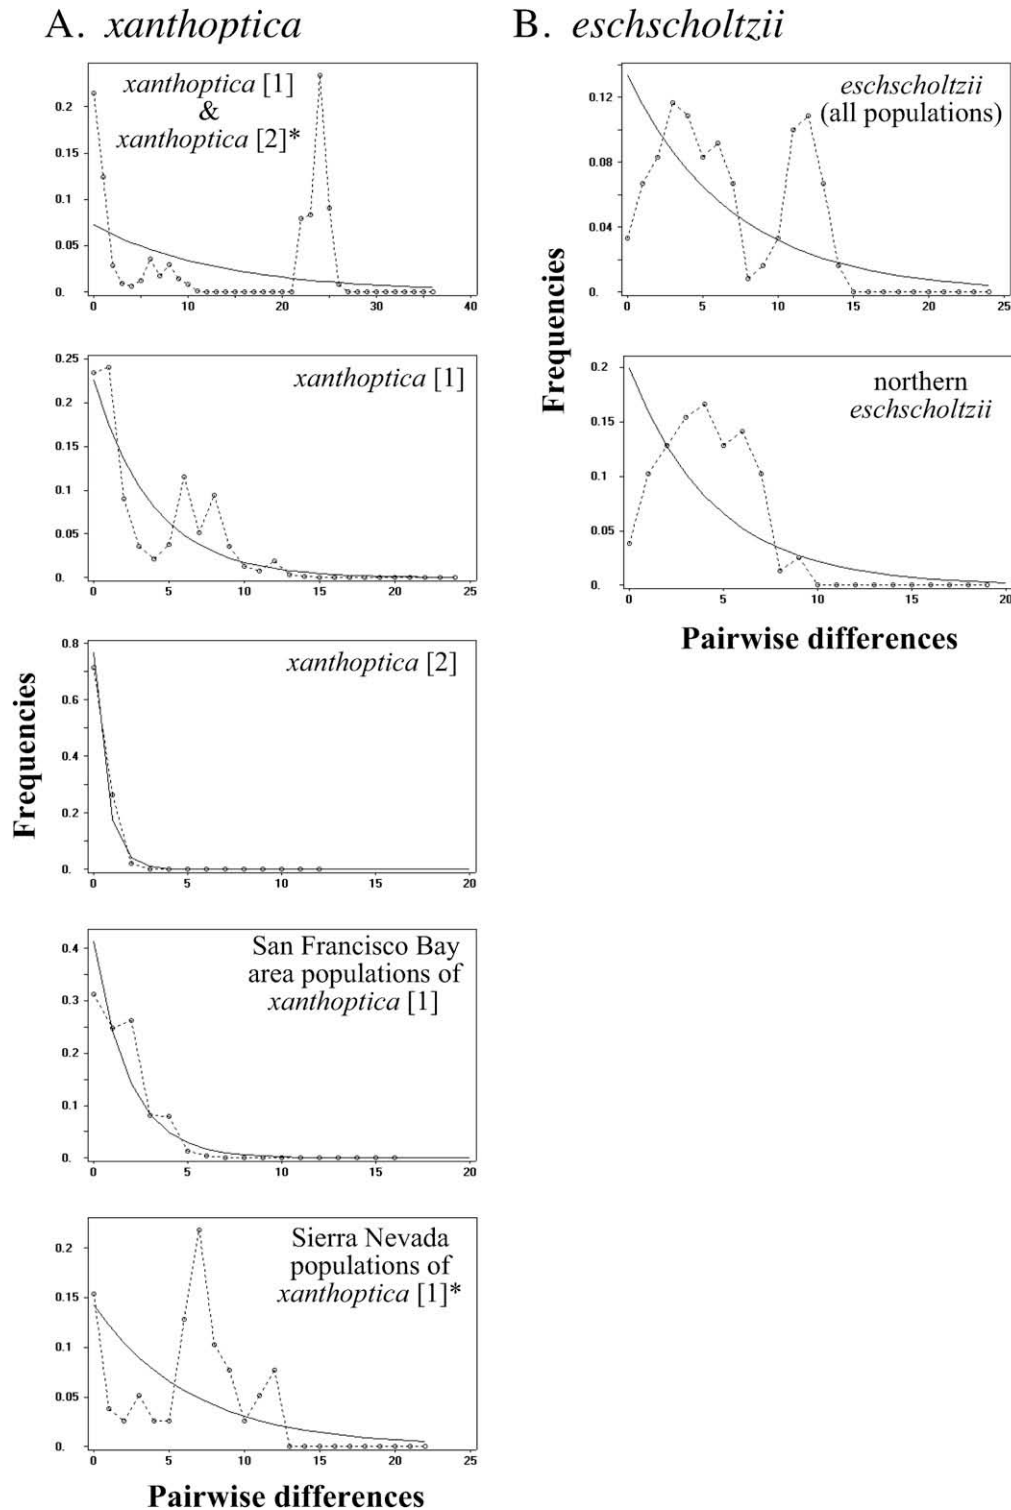 A. xanthoptica
xanthoptica [1]
&
xanthoptica [2]*
0.2
0.15
0.1
0.05
0.
0 10 20 30 40
xanthoptica [1]
0.25
0.2
0.15
0.1
0.05
0.
0 5 10 15 20 25
xanthoptica [2]
0.8
0.6
0.4
0.2
0.
0 5 10 15 20
San Francisco Bay
area populations of
xanthoptica [1]
0.4
0.3
0.2
0.1
0.
0 5 10 15 20
Sierra Nevada
populations of
xanthoptica [1]*
0.2
0.15
0.1
0.05
0.
0 5 10 15 20 25
Frequencies
Pairwise differences
B. eschscholtzii
eschscholtzii
(all populations)
0.12
0.08
0.04
0.
0 5 10 15 20 25
northern
eschscholtzii
0.2
0.15
0.1
0.05
0.
0 5 10 15 20
Frequencies
Pairwise differences